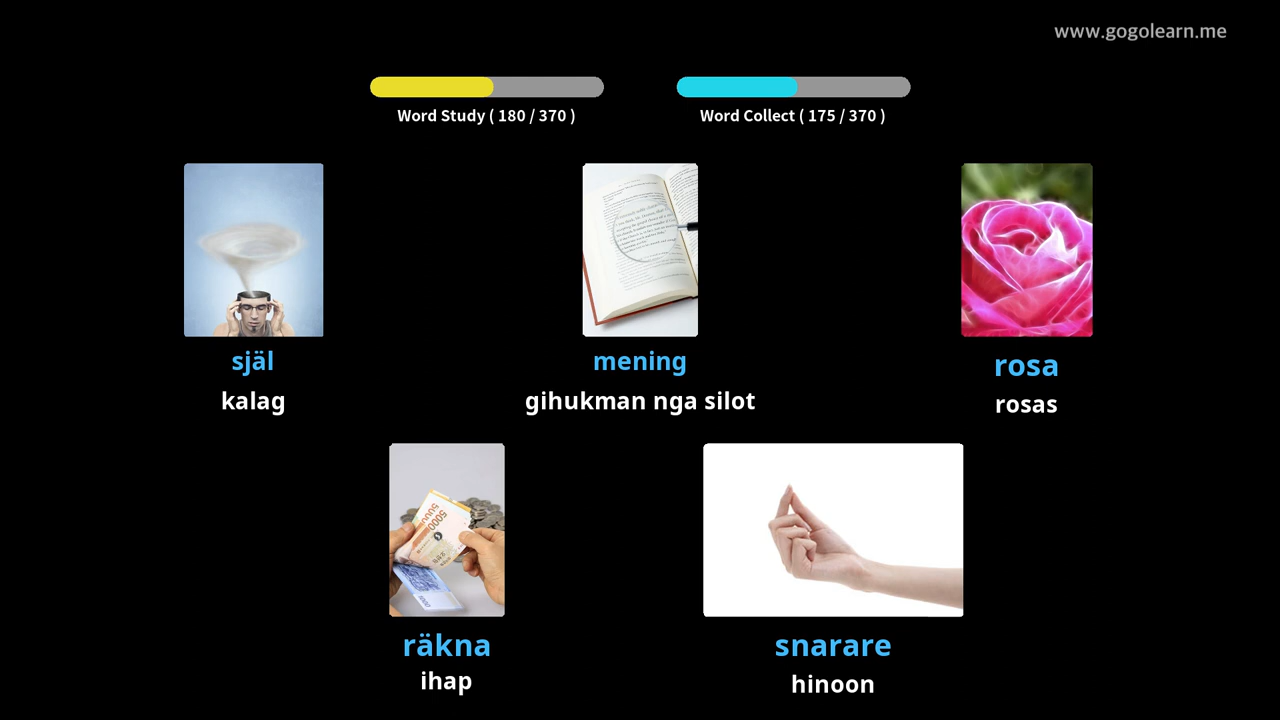 www.gogolearn.me
Word Study ( 180 / 370 )
Word Collect ( 175 / 370 )
själ
kalag
mening
gihukman nga silot
rosa
rosas
räkna
ihap
snarare
hinoon